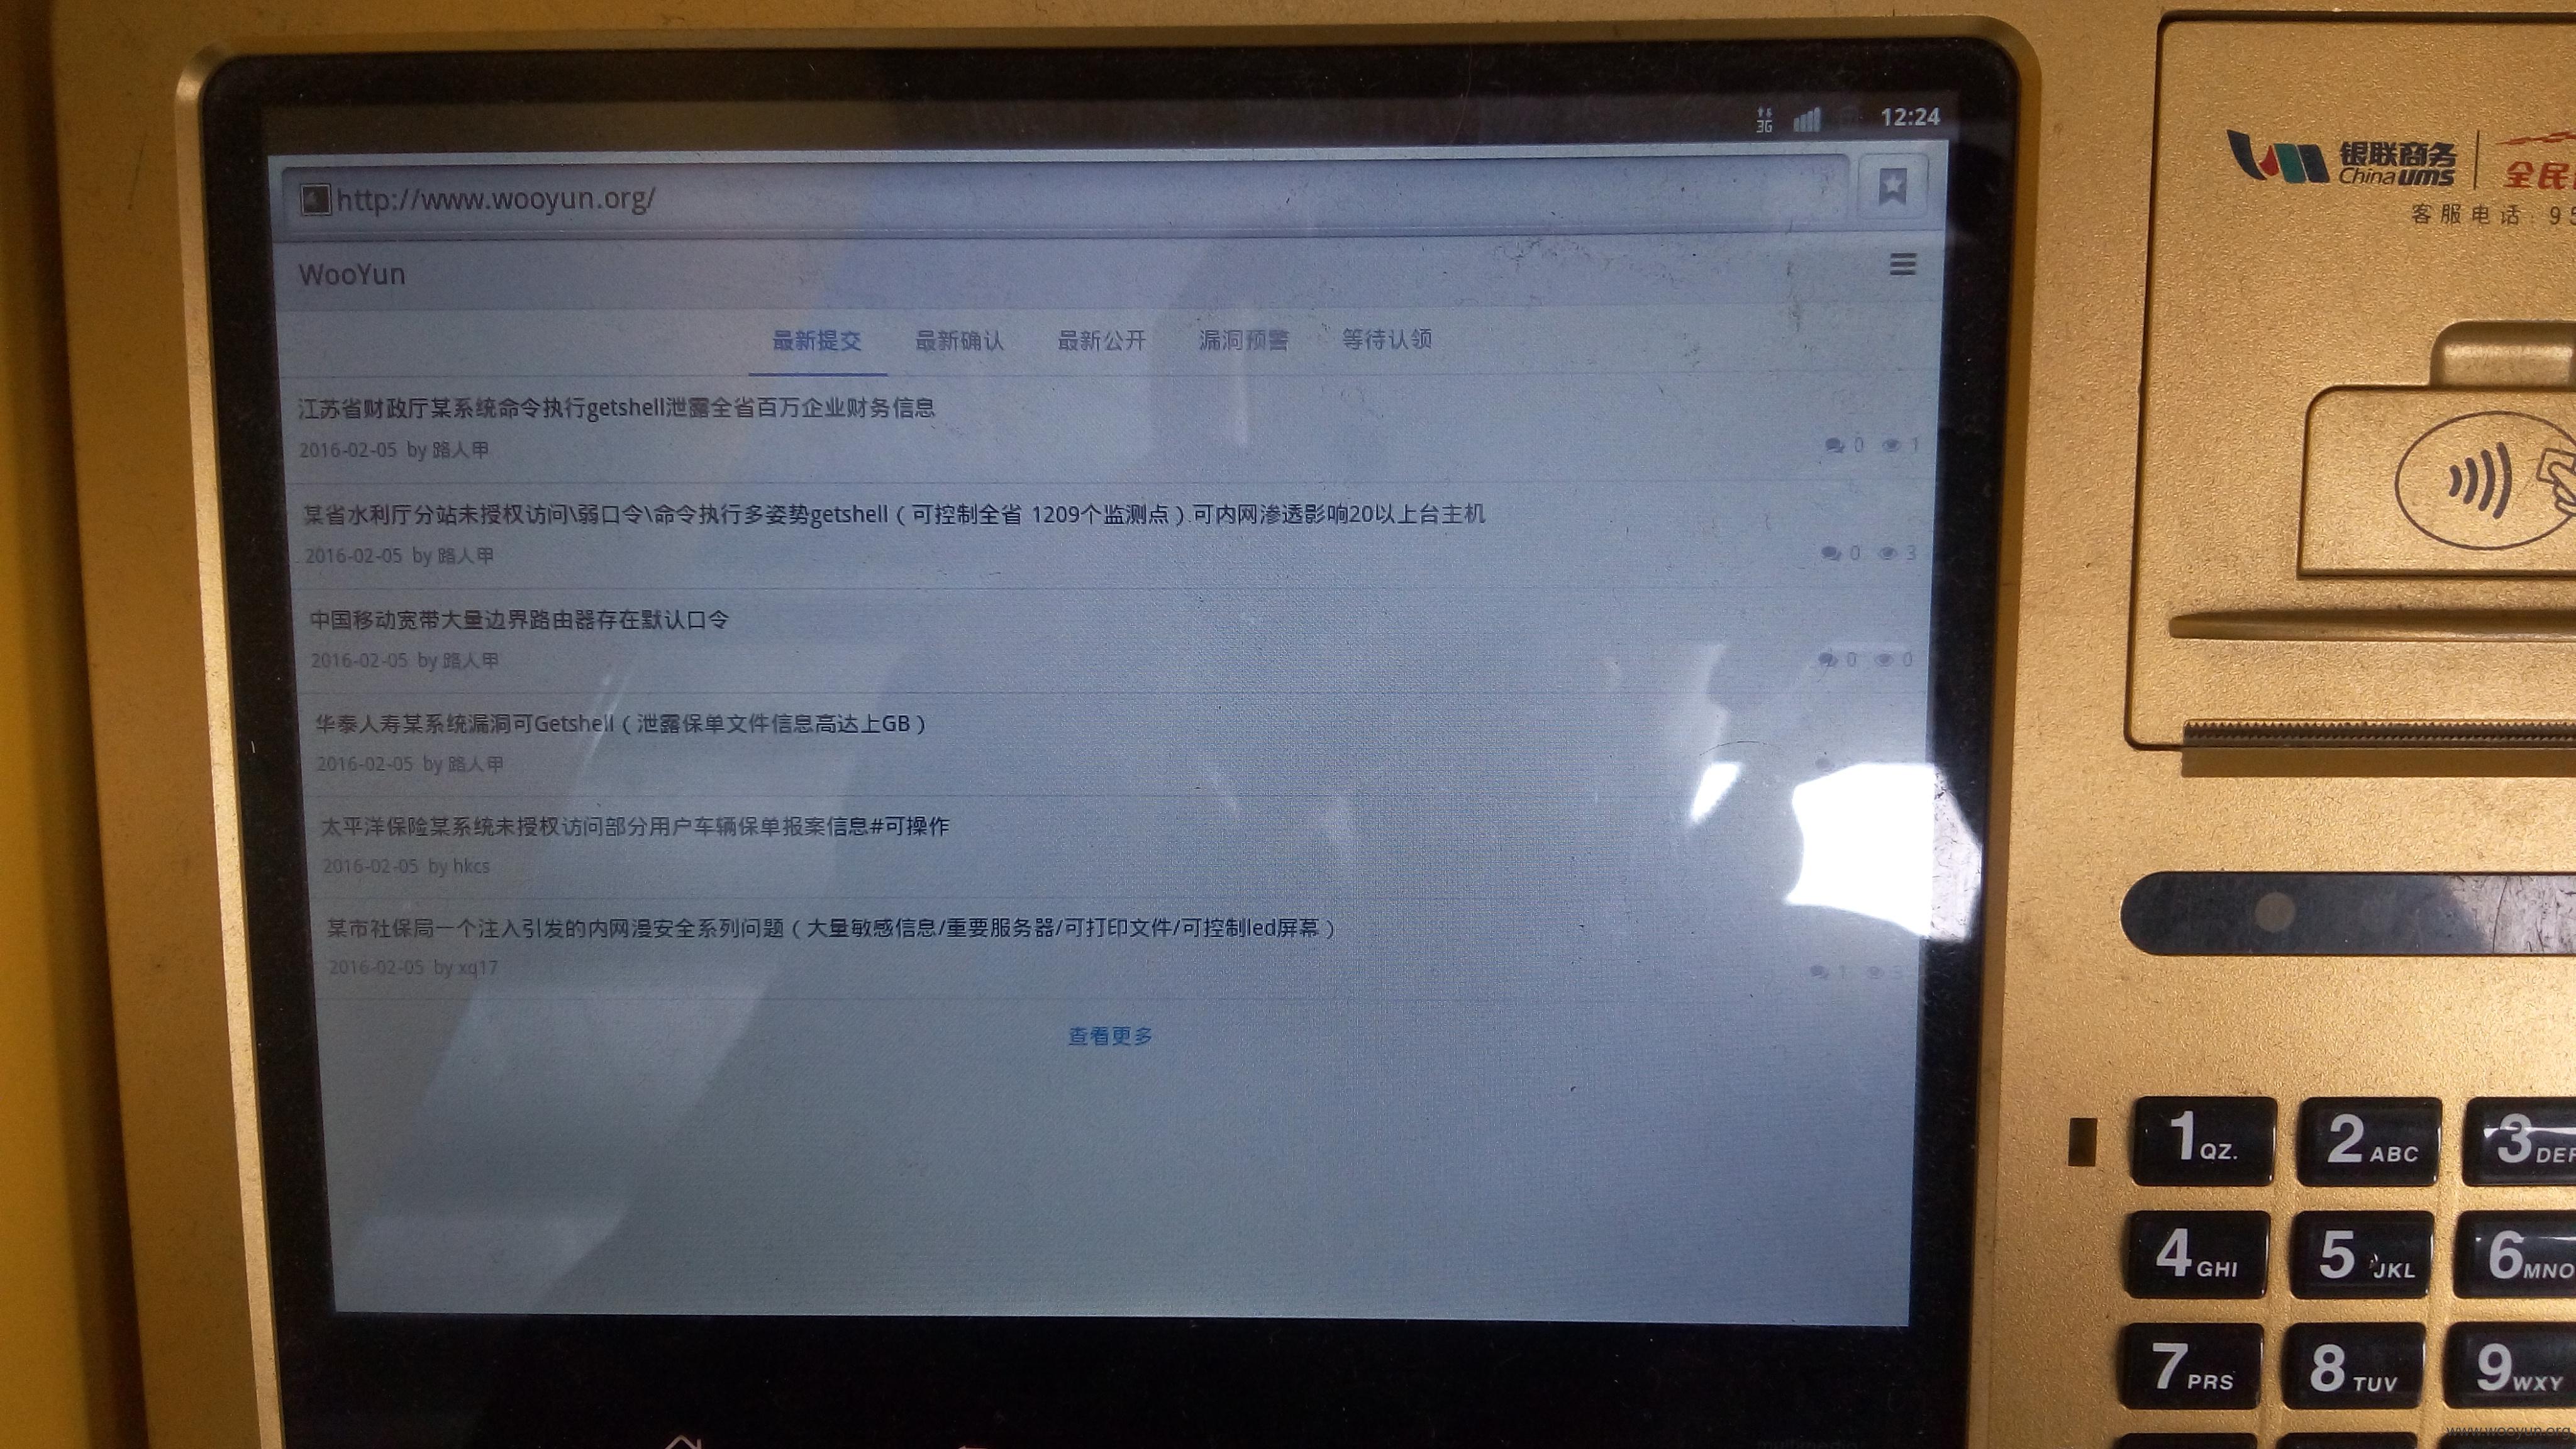 3G 12:24
http://www.wooyun.org/
WooYun
最新提交 最新确认 最新公开 漏洞预警 等待认领
江苏省财政厅某系统命令执行getshell泄露全省百万企业财务信息
2016-02-05 by 路人甲 0 1
某省水利厅分站未授权访问\弱口令\命令执行多姿势getshell（可控制全省 1209个监测点）.可内网渗透影响20以上台主机
2016-02-05 by 路人甲 0 3
中国移动宽带大量边界路由器存在默认口令
2016-02-05 by 路人甲 0 0
华泰人寿某系统漏洞可Getshell（泄露保单文件信息高达上GB）
2016-02-05 by 路人甲
太平洋保险某系统未授权访问部分用户车辆保单报案信息#可操作
2016-02-05 by hkcs
某市社保局一个注入引发的内网漫安全系列问题（大量敏感信息/重要服务器/可打印文件/可控制led屏幕）
2016-02-05 by xq17 1
查看更多
银联商务 全民
China ums
客服电话：95
1 QZ. 2 ABC 3 DEF
4 GHI 5 JKL 6 MNO
7 PRS 8 TUV 9 WXY
www.wooyun.org